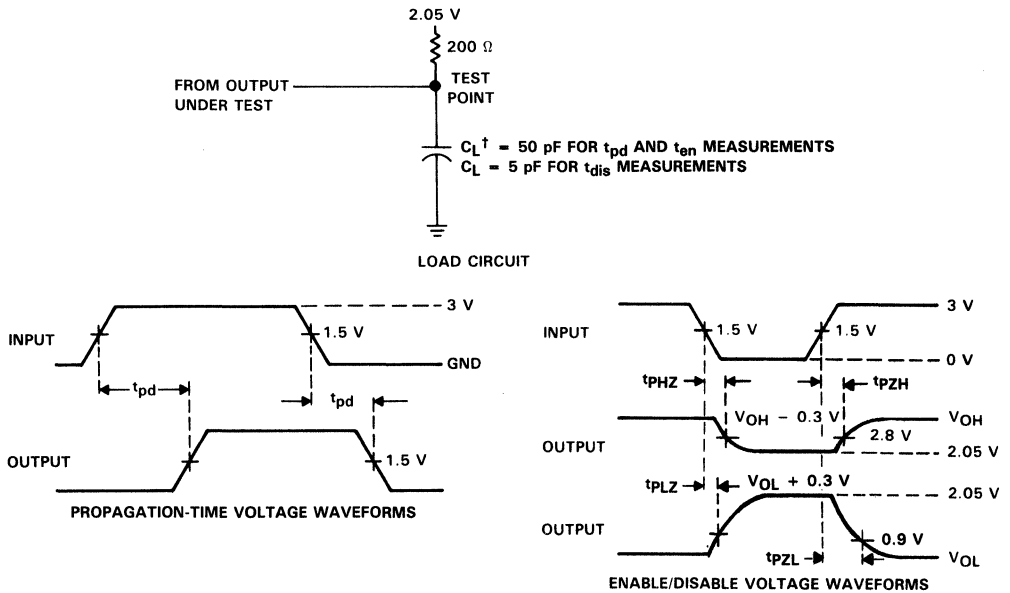 2.05 V
200 Ω
FROM OUTPUT
UNDER TEST
TEST
POINT
CL† = 50 pF FOR tpd AND ten MEASUREMENTS
CL = 5 pF FOR tdis MEASUREMENTS
LOAD CIRCUIT
INPUT
3 V
1.5 V
GND
tpd
tpd
OUTPUT
1.5 V
PROPAGATION-TIME VOLTAGE WAVEFORMS
INPUT
3 V
1.5 V
1.5 V
0 V
tPHZ
tPZH
OUTPUT
VOH − 0.3 V
VOH
2.8 V
2.05 V
tPLZ
VOL + 0.3 V
2.05 V
OUTPUT
0.9 V
tPZL
VOL
ENABLE/DISABLE VOLTAGE WAVEFORMS